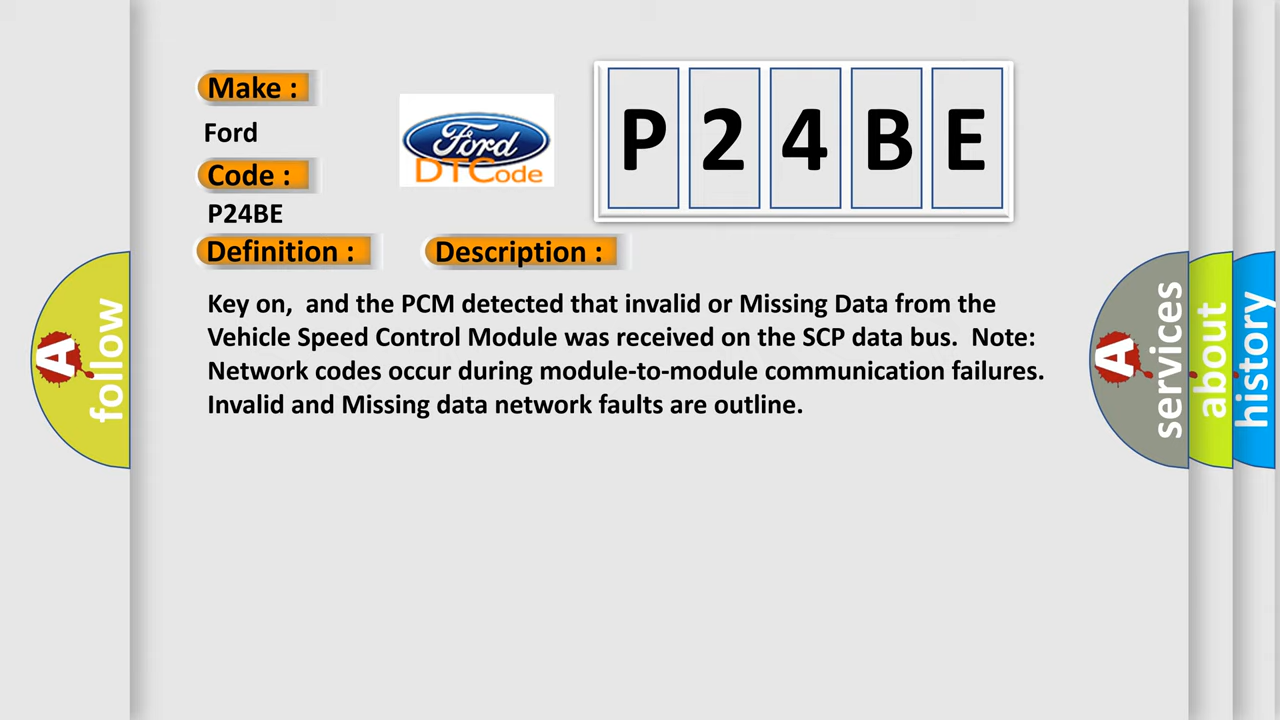 Make :
Ford
Code :
P24BE
Ford
DTCode
P24BE
Definition :
Description :
Key on,  and the PCM detected that invalid or Missing Data from the
Vehicle Speed Control Module was received on the SCP data bus  Note:
Network codes occur during module-to-module communication failures.
Invalid and Missing data network faults are outline.
A follow
A services
about
history